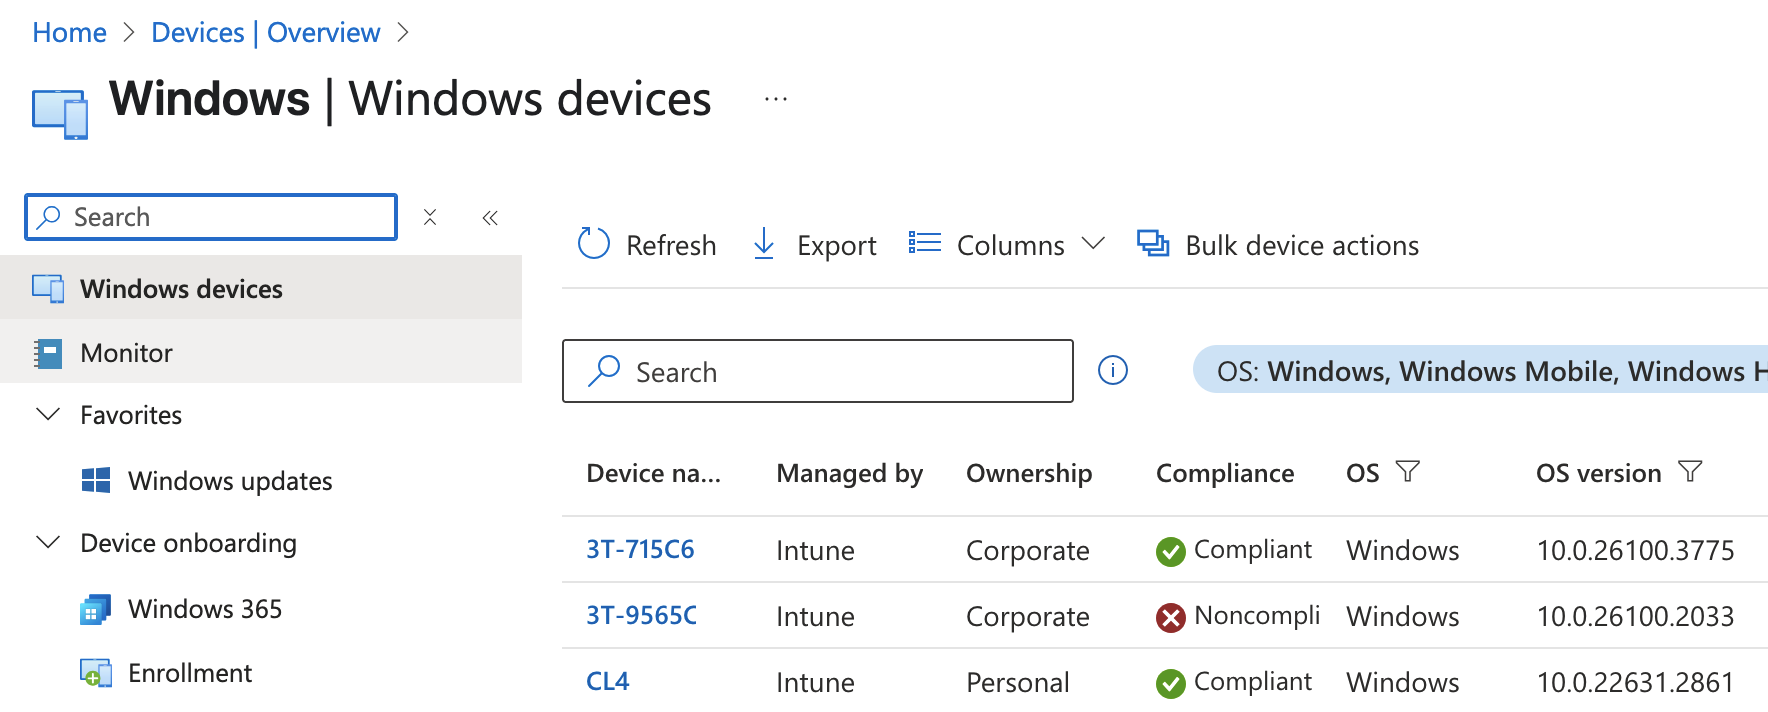 Home > Devices | Overview >
Windows | Windows devices ...
Search
Windows devices
Monitor
Favorites
Windows updates
Device onboarding
Windows 365
Enrollment
Refresh Export Columns Bulk device actions
Search OS: Windows, Windows Mobile, Windows H
Device na... Managed by Ownership Compliance OS OS version
3T-715C6 Intune Corporate Compliant Windows 10.0.26100.3775
3T-9565C Intune Corporate Noncompli Windows 10.0.26100.2033
CL4 Intune Personal Compliant Windows 10.0.22631.2861